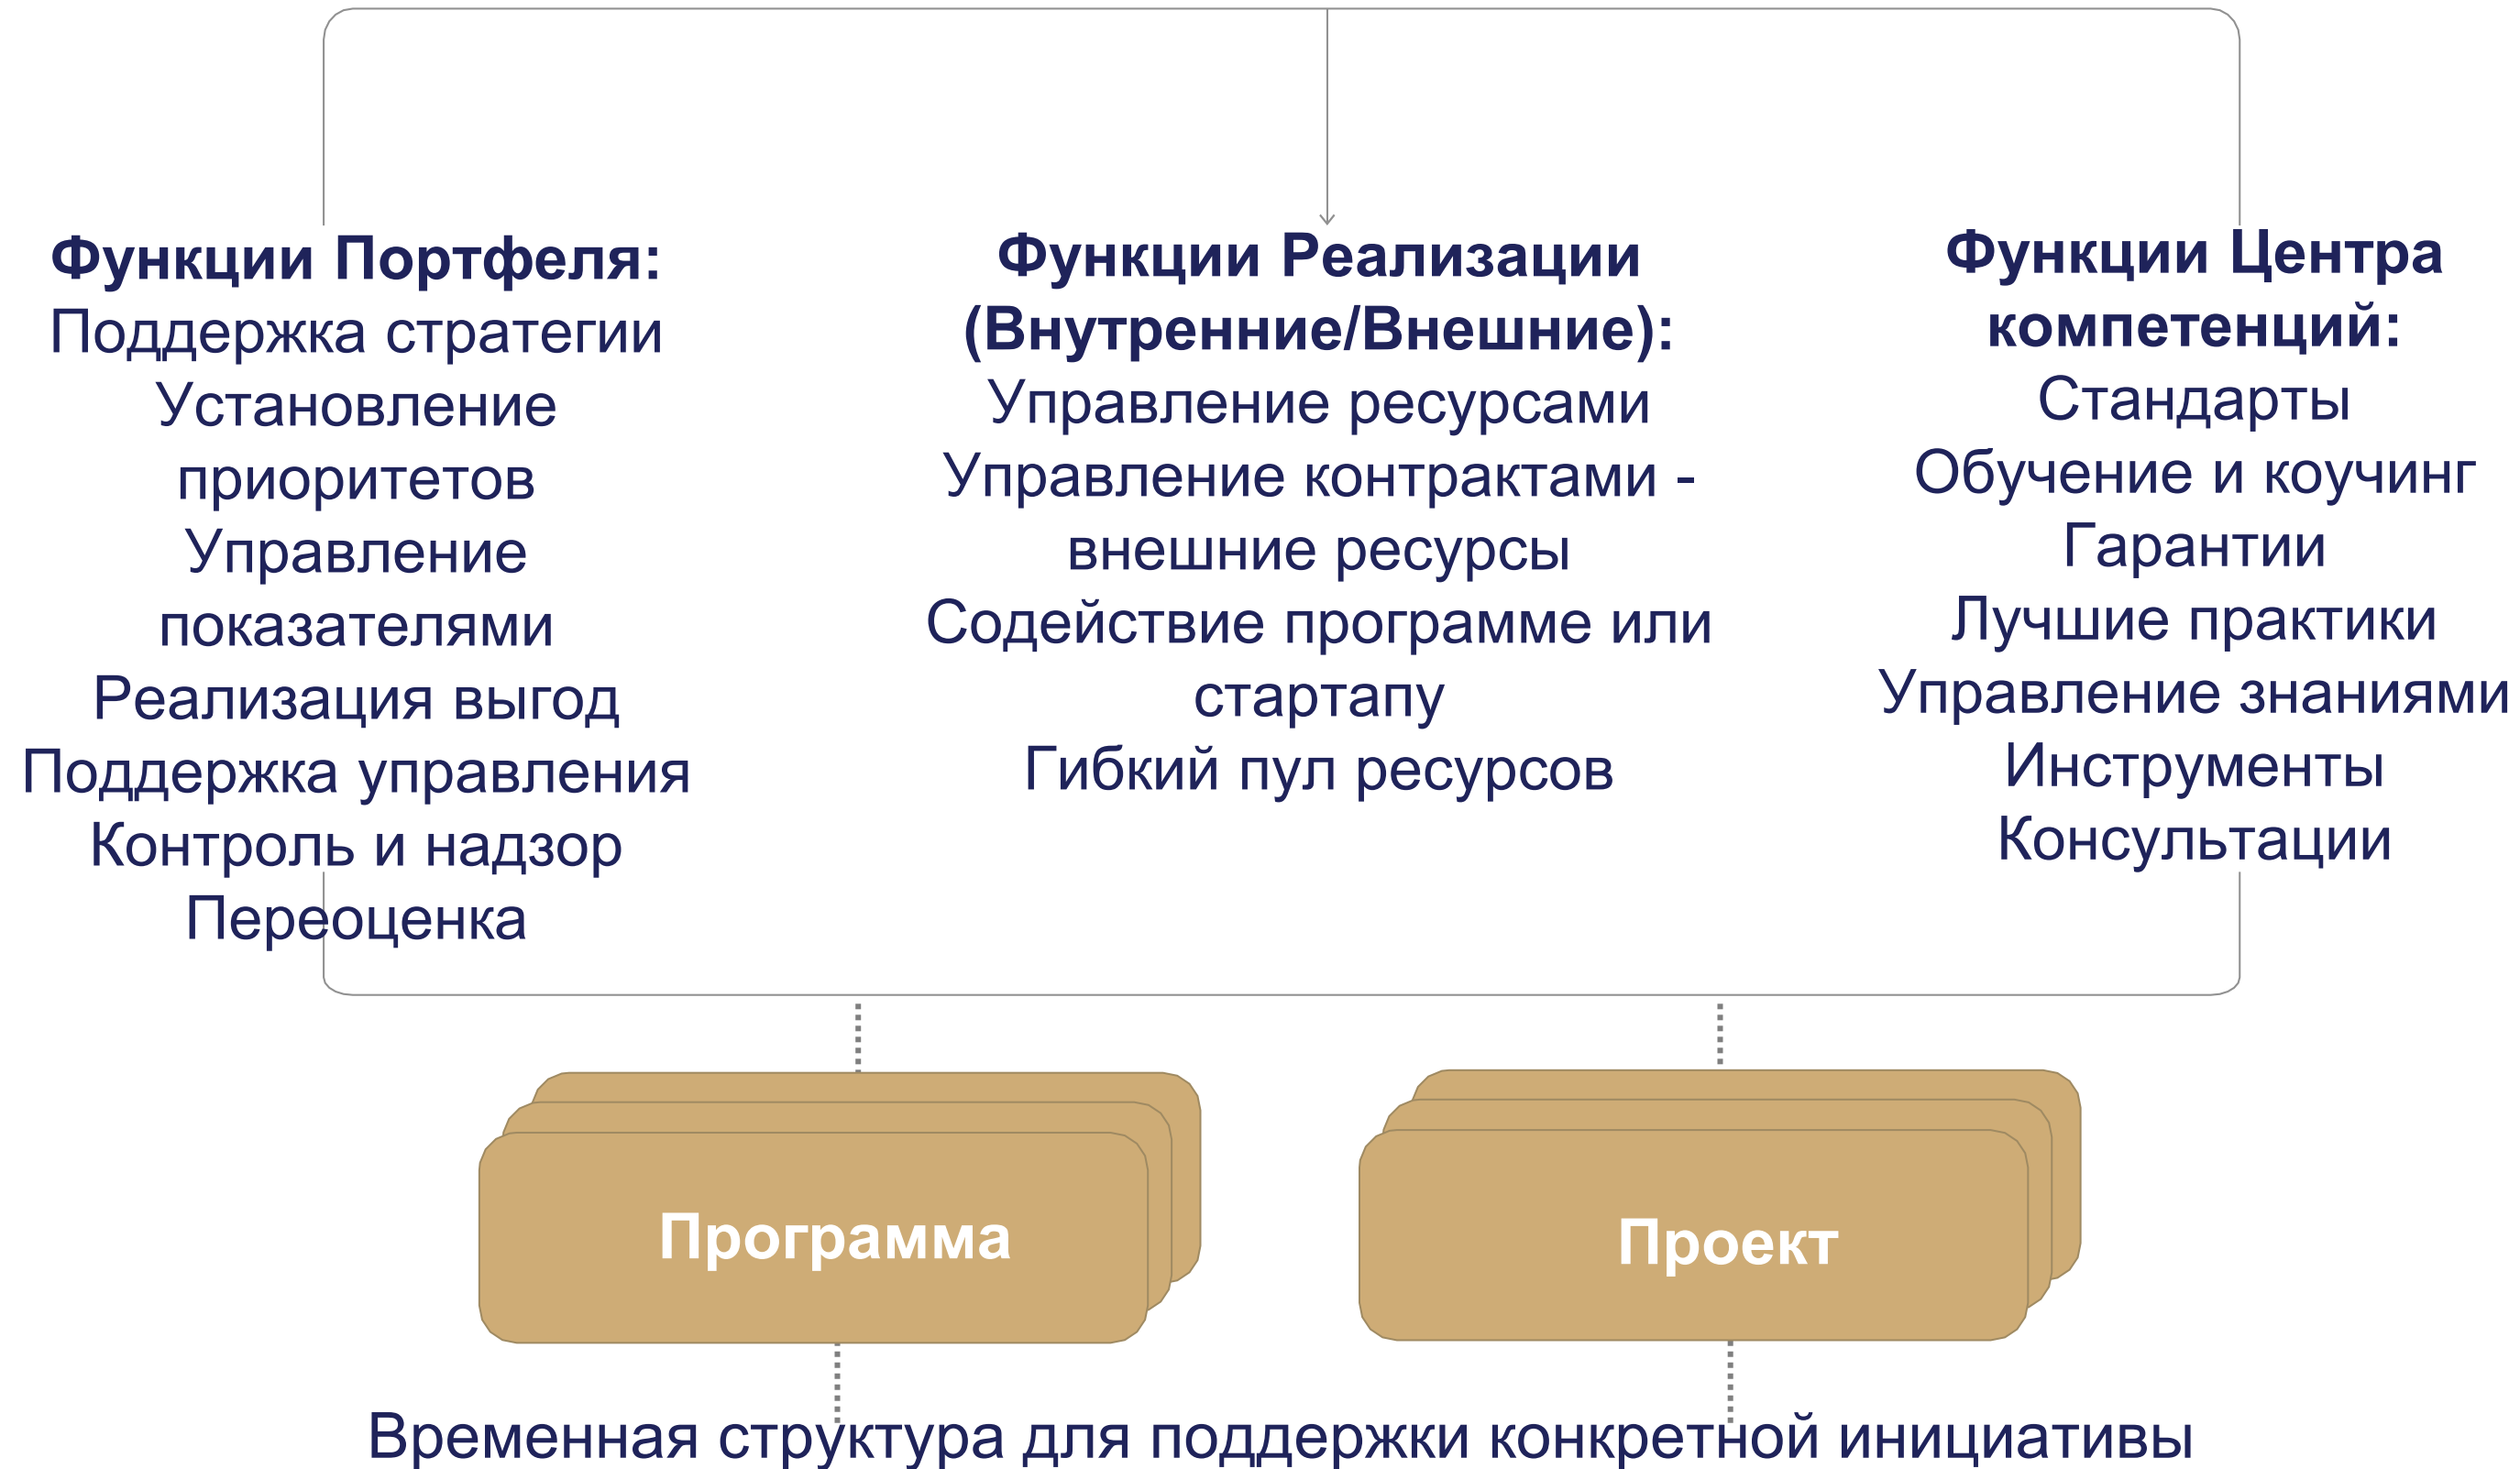 Функции Портфеля:
Поддержка стратегии
Установление
приоритетов
Управление
показателями
Реализация выгод
Поддержка управления
Контроль и надзор
Переоценка
Функции Реализации
(Внутренние/Внешние):
Управление ресурсами
Управление контрактами -
внешние ресурсы
Содействие программе или
стартапу
Гибкий пул ресурсов
Функции Центра
компетенций:
Стандарты
Обучение и коучинг
Гарантии
Лучшие практики
Управление знаниями
Инструменты
Консультации
Программа
Проект
Временная структура для поддержки конкретной инициативы